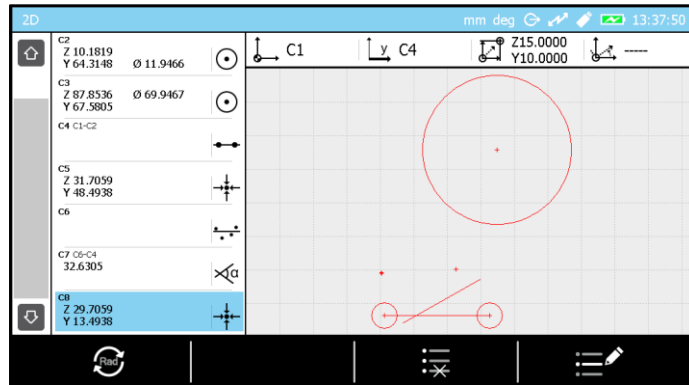 2D
mm deg 13:37:50
C2
Z 10.1819
Y 64.3148 Ø 11.9466
C3
Z 87.8536 Ø 69.9467
Y 67.5805
C4 C1-C2
C5
Z 31.7059
Y 48.4938
C6
C7 C6-C4
32.6305
α
C8
Z 29.7059
Y 13.4938
C1
y C4
Z15.0000
Y10.0000
-----
Rad